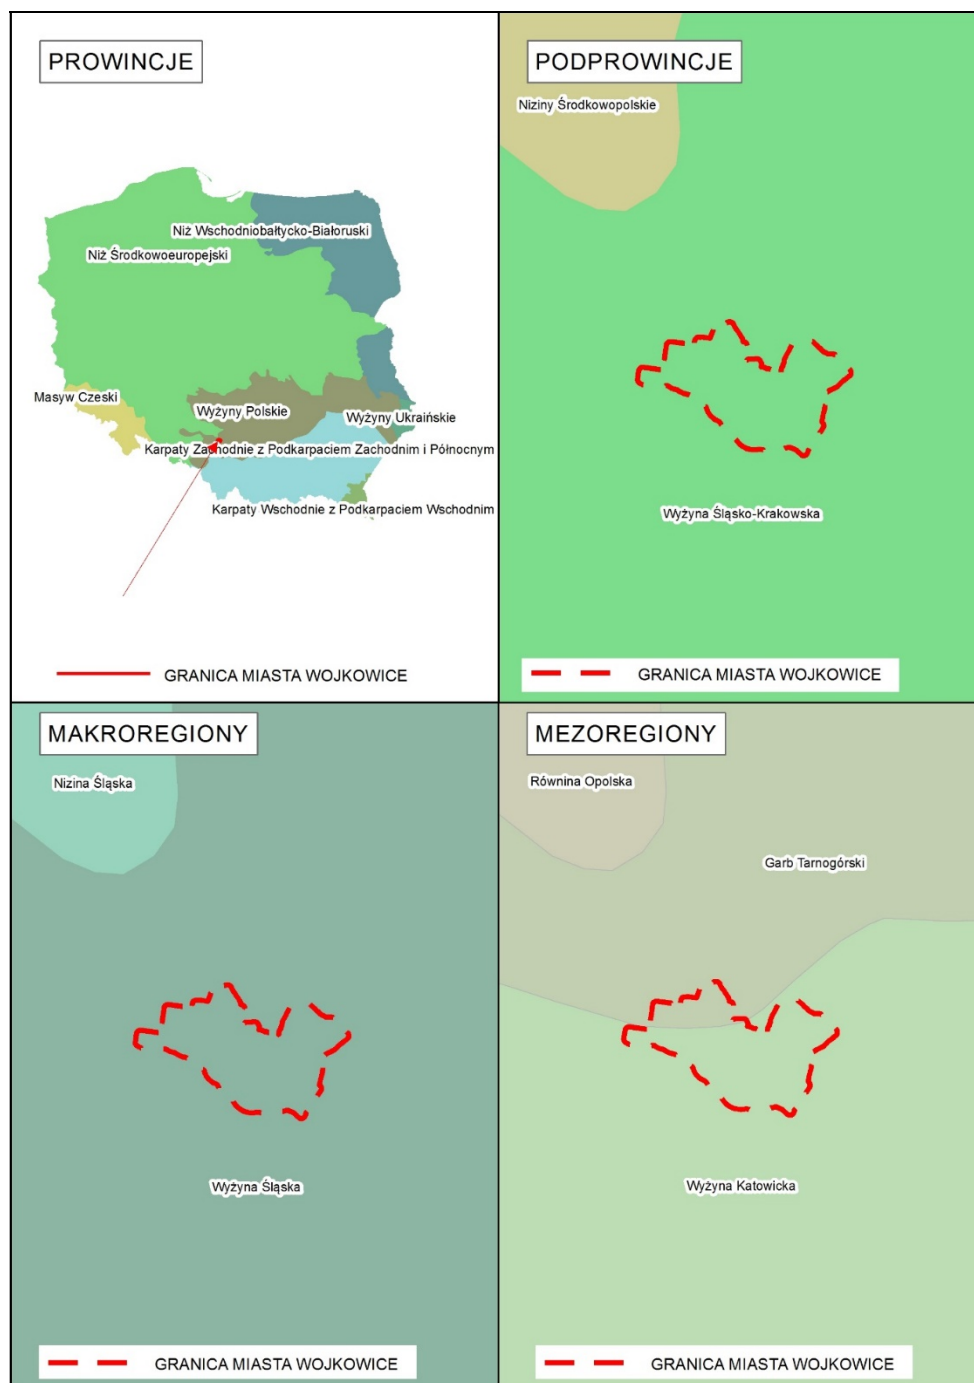 PROWINCJE
Niż Wschodniobałtycko-Białoruski
Niż Środkowoeuropejski
Masyw Czeski
Wyżyny Polskie
Wyżyny Ukraińskie
Karpaty Zachodnie z Podkarpaciem Zachodnim i Północnym
Karpaty Wschodnie z Podkarpaciem Wschodnim
GRANICA MIASTA WOJKOWICE
PODPROWINCJE
Niziny Środkowopolskie
Wyżyna Śląsko-Krakowska
GRANICA MIASTA WOJKOWICE
MAKROREGIONY
Nizina Śląska
Wyżyna Śląska
GRANICA MIASTA WOJKOWICE
MEZOREGIONY
Równina Opolska
Garb Tarnogórski
Wyżyna Katowicka
GRANICA MIASTA WOJKOWICE